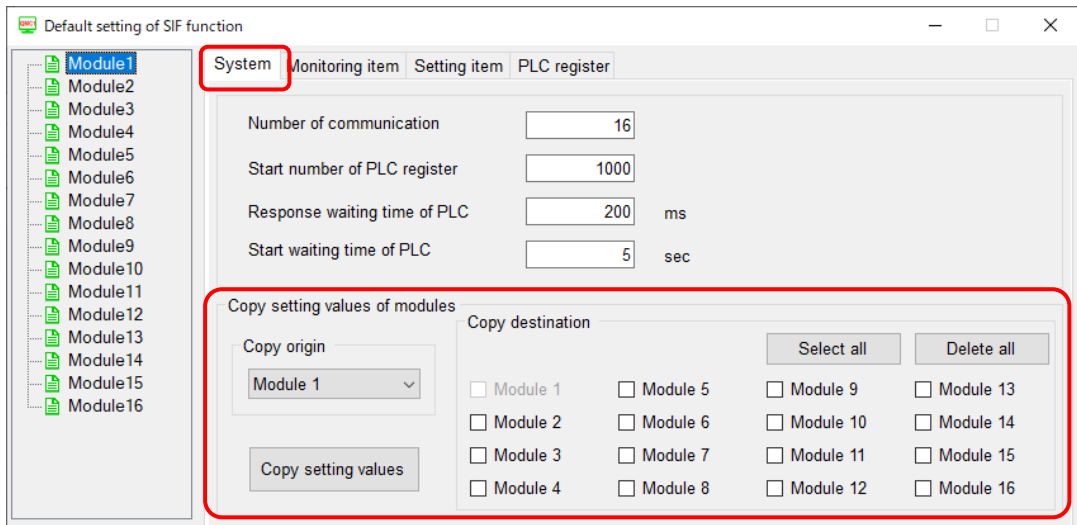 QMC1 Default setting of SIF function
Module1
Module2
Module3
Module4
Module5
Module6
Module7
Module8
Module9
Module10
Module11
Module12
Module13
Module14
Module15
Module16
System Monitoring item Setting item PLC register
Number of communication 16
Start number of PLC register 1000
Response waiting time of PLC 200 ms
Start waiting time of PLC 5 sec
Copy setting values of modules
Copy origin
Module 1
Copy setting values
Copy destination
Select all Delete all
Module 1 Module 5 Module 9 Module 13
Module 2 Module 6 Module 10 Module 14
Module 3 Module 7 Module 11 Module 15
Module 4 Module 8 Module 12 Module 16